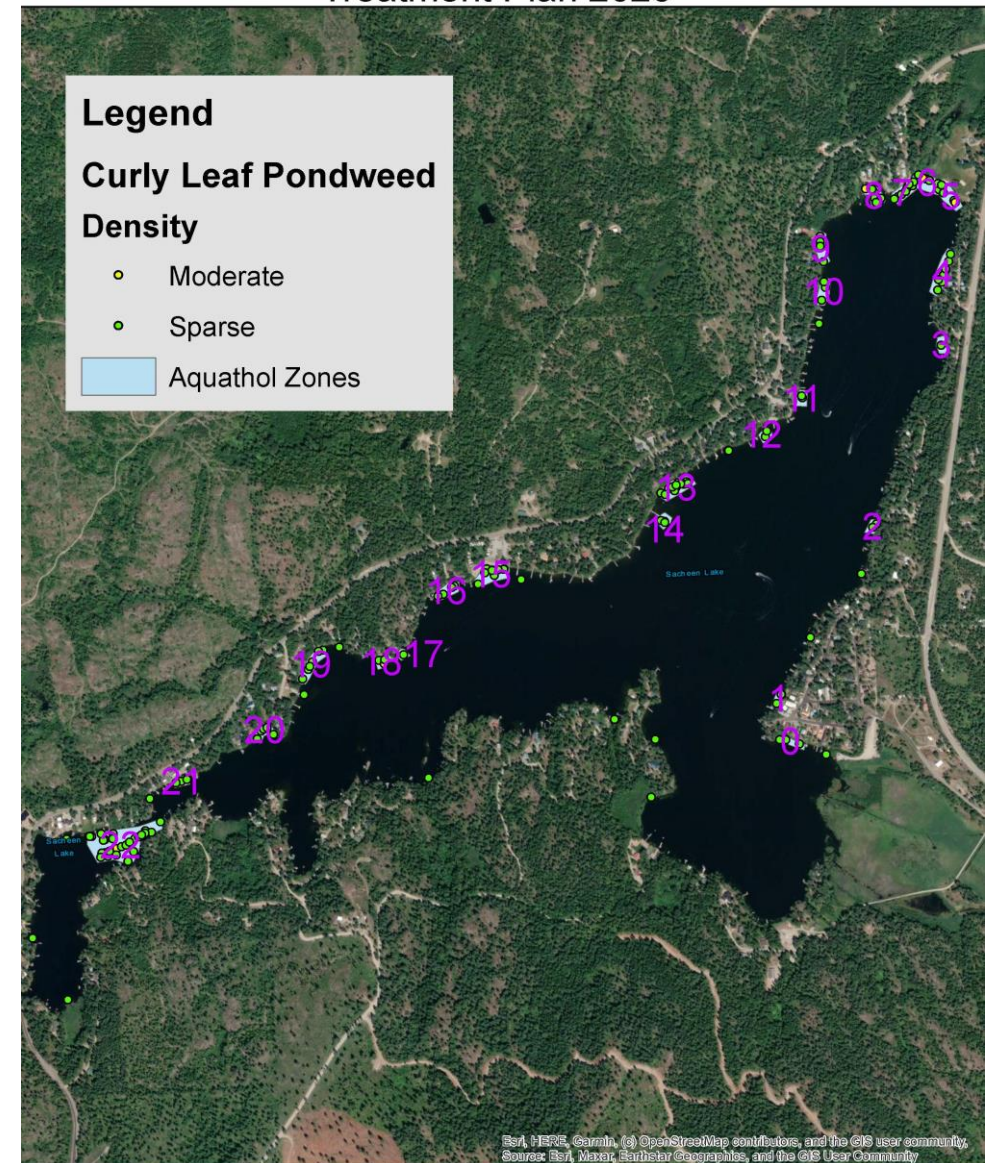 Treatment Plan 2020
Legend
Curly Leaf Pondweed
Density
Moderate
Sparse
Aquathol Zones
8
7
6
5
9
4
10
3
11
12
13
14
2
15
Sacheen Lake
16
17
18
19
1
20
0
21
22
Sacheen
Lake
Esri, HERE, Garmin, (c) OpenStreetMap contributors, and the GIS user community,
Source: Esri, Maxar, Earthstar Geographics, and the GIS User Community